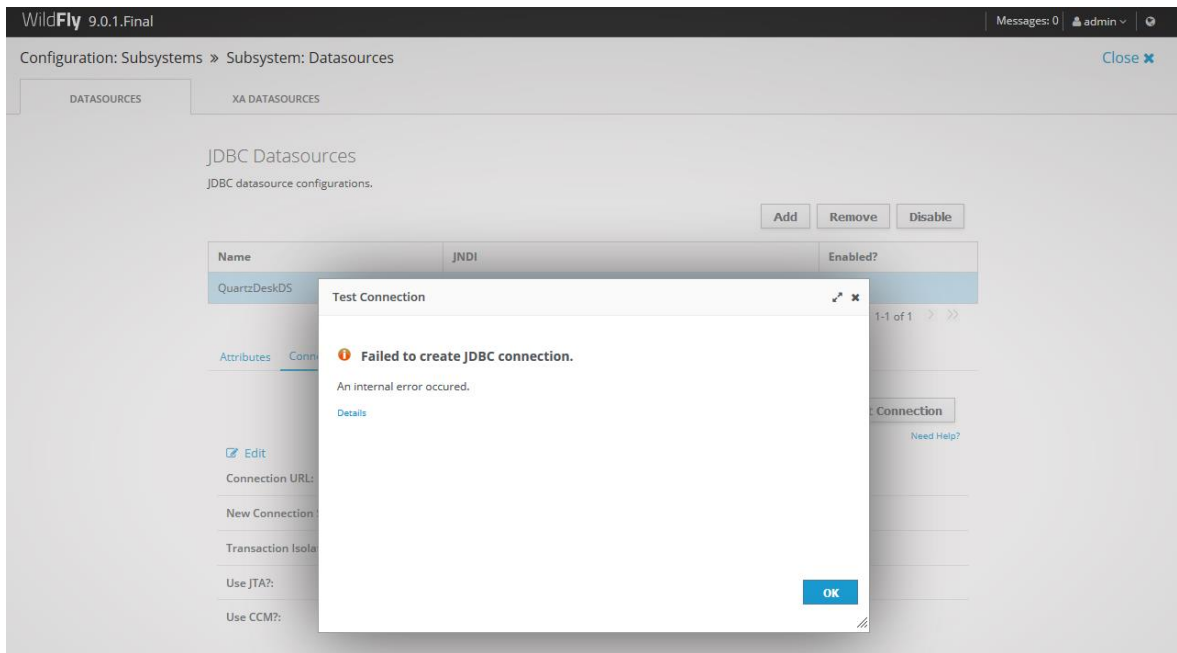 WildFly 9.0.1.Final Messages: 0 admin
Configuration: Subsystems » Subsystem: Datasources Close
DATASOURCES XA DATASOURCES
JDBC Datasources
JDBC datasource configurations.
Add Remove Disable
Name JNDI Enabled?
QuartzDeskDS
Test Connection
1-1 of 1
Attributes
Failed to create JDBC connection.
An internal error occured.
Details
Connection
Need Help?
Edit
Connection URL:
New Connection
Transaction
Use JTA?:
OK
Use CCM?: